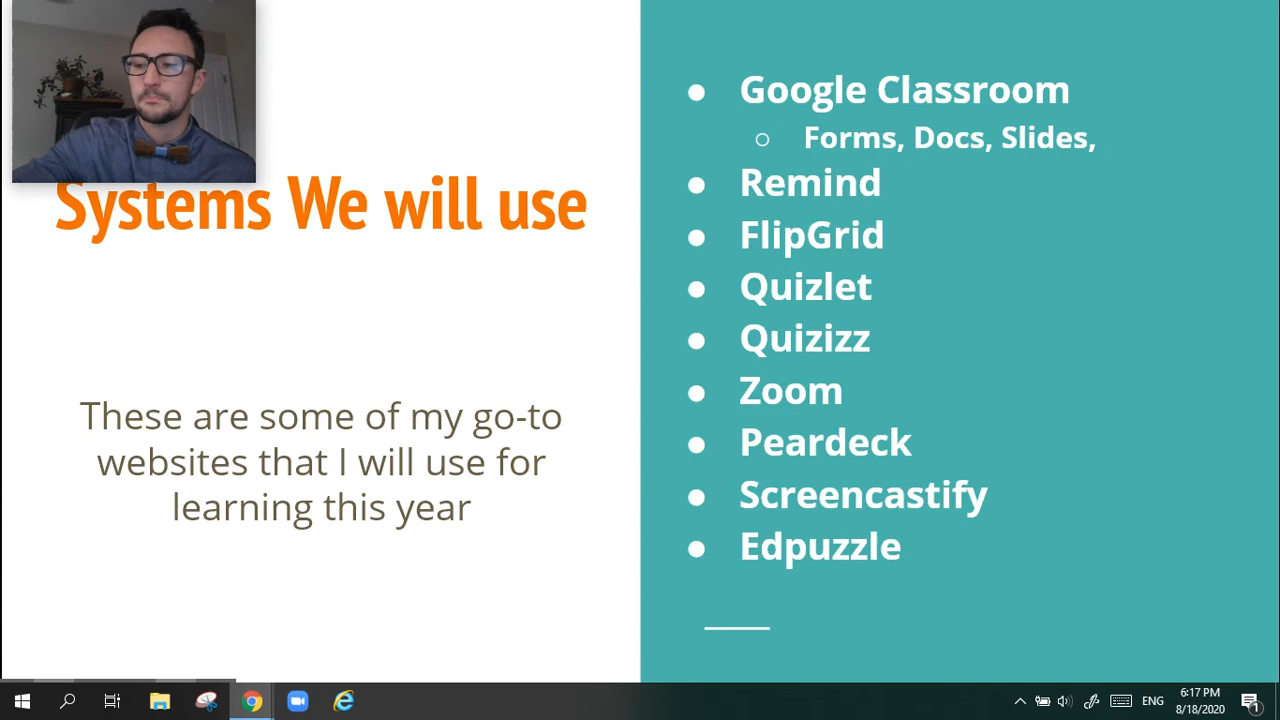 Systems We will use
These are some of my go-to
websites that I will use for
learning this year
● Google Classroom
○ Forms, Docs, Slides,
● Remind
● FlipGrid
● Quizlet
● Quizizz
● Zoom
● Peardeck
● Screencastify
● Edpuzzle
ENG
6:17 PM
8/18/2020
1